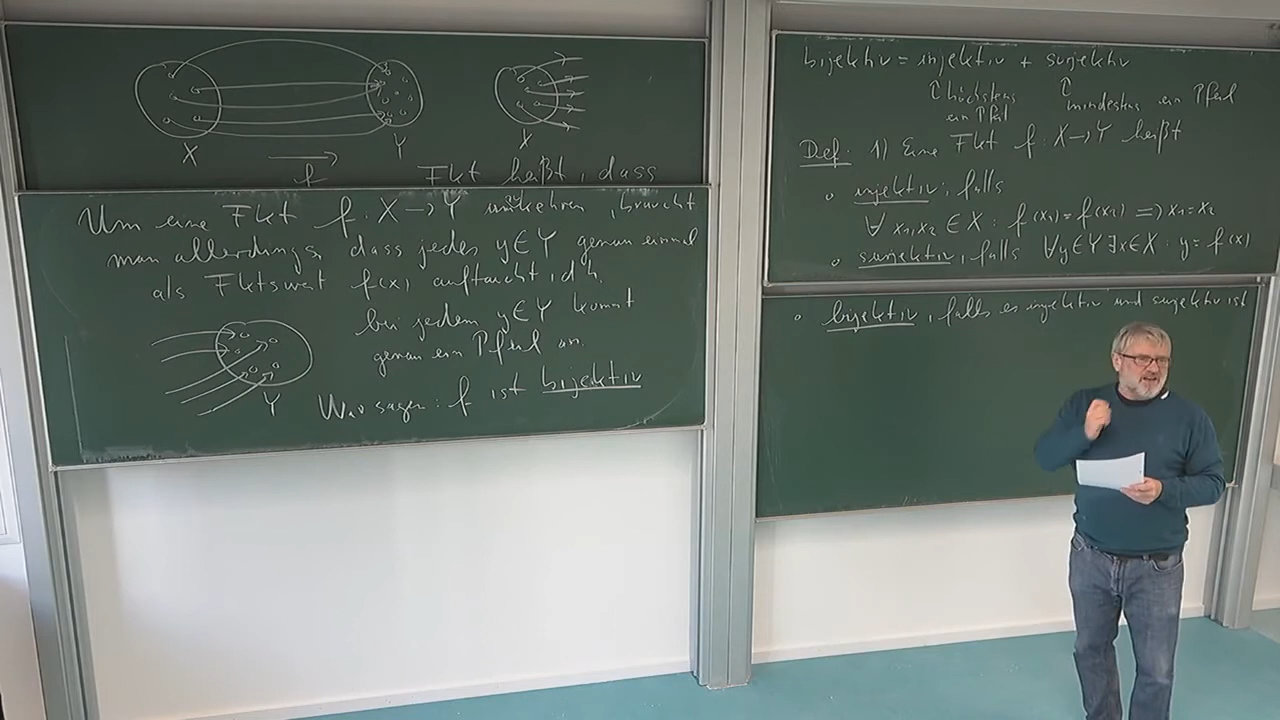 X
Y
X
f
Fkt heißt, dass
Um eine Fkt f: X → Y umzukehren, braucht
man allerdings, dass jedes y ∈ Y genau einmal
als Fktswert f(x) auftaucht, d.h.
bei jedem y ∈ Y kommt
genau ein Pfeil an.
Y
Wir sagen: f ist bijektiv
bijektiv = injektiv + surjektiv
höchstens
ein Pfeil
mindestens ein Pfeil
Def. 1) Eine Fkt f: X → Y heißt
∘ injektiv, falls
∀ x₁,x₂ ∈ X : f(x₁) = f(x₂) ⇒ x₁ = x₂
∘ surjektiv, falls ∀y∈Y ∃x∈X : y = f(x)
∘ bijektiv, falls es injektiv und surjektiv ist